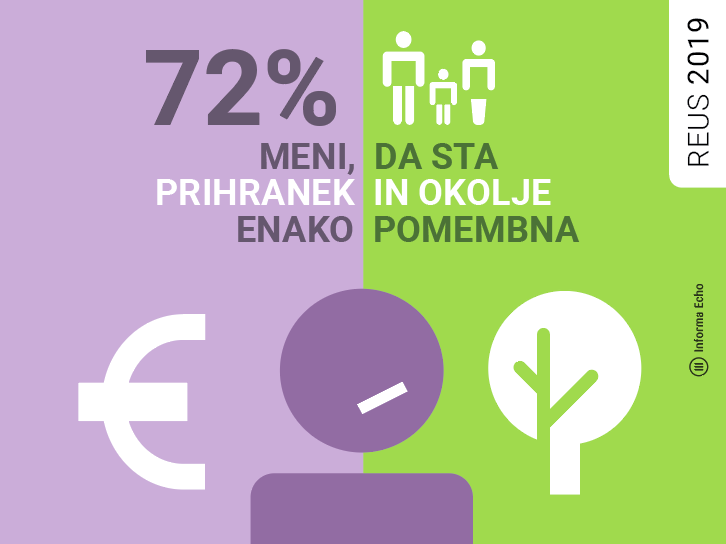 72%
MENI, DA STA
PRIHRANEK IN OKOLJE
ENAKO POMEMBNA
REUS 2019
Informa Echo